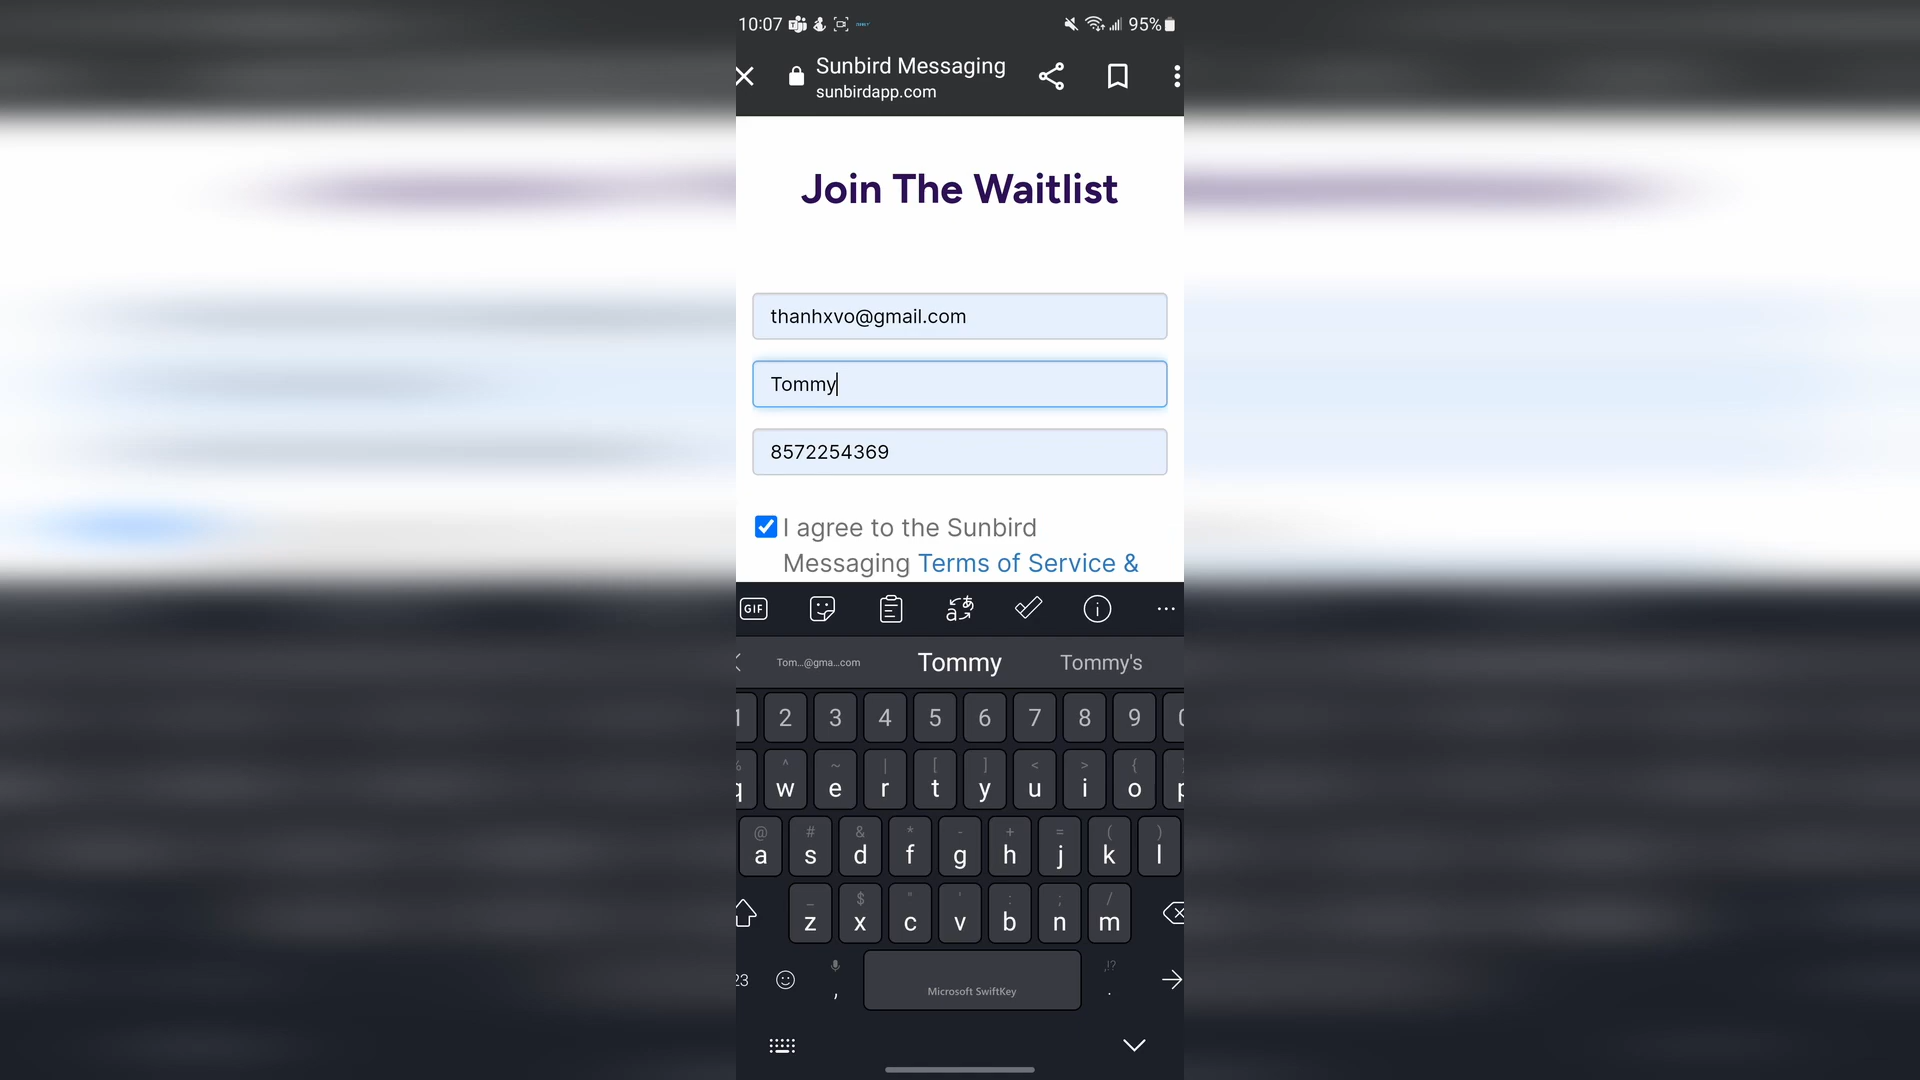 10:07 95%
Sunbird Messaging
sunbirdapp.com
Join The Waitlist
thanhxvo@gmail.com
Tommy
8572254369
I agree to the Sunbird
Messaging Terms of Service &
GIF
Tom...@gma...com Tommy Tommy's
1 2 3 4 5 6 7 8 9 0
% ^ ~ | [ ] < > { }
q w e r t y u i o p
@ # & * - + = ( )
a s d f g h j k l
_ $ " ' : ; /
z x c v b n m
,!?
23 , Microsoft SwiftKey .